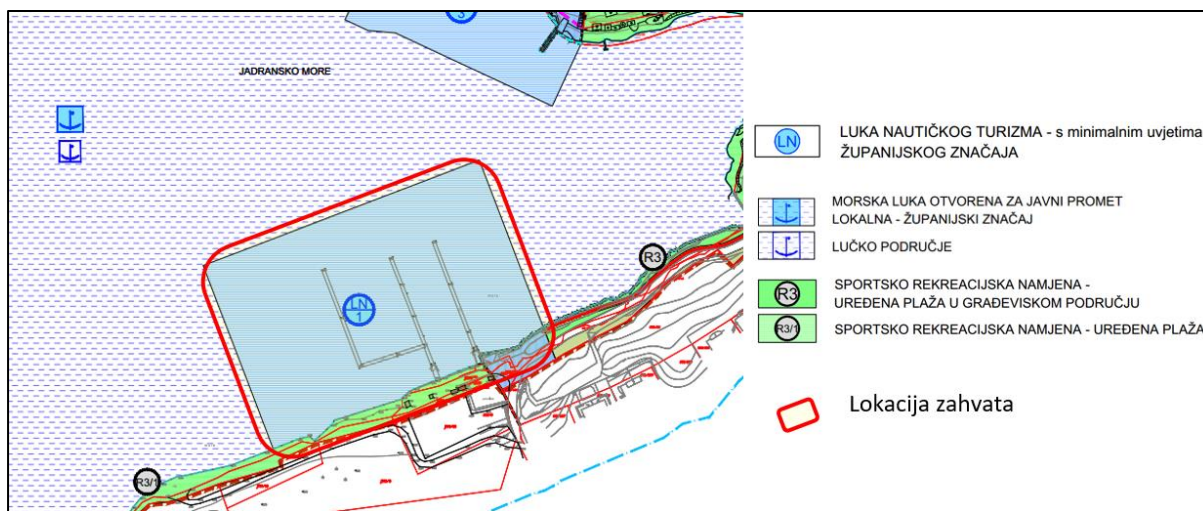 3
JADRANSKO MORE
LN
1
R3
R3/1
LN
LUKA NAUTIČKOG TURIZMA - s minimalnim uvjetima
ŽUPANIJSKOG ZNAČAJA
MORSKA LUKA OTVORENA ZA JAVNI PROMET
LOKALNA - ŽUPANIJSKI ZNAČAJ
LUČKO PODRUČJE
R3
SPORTSKO REKREACIJSKA NAMJENA -
UREĐENA PLAŽA U GRAĐEVISKOM PODRUČJU
R3/1
SPORTSKO REKREACIJSKA NAMJENA - UREĐENA PLAŽA
Lokacija zahvata